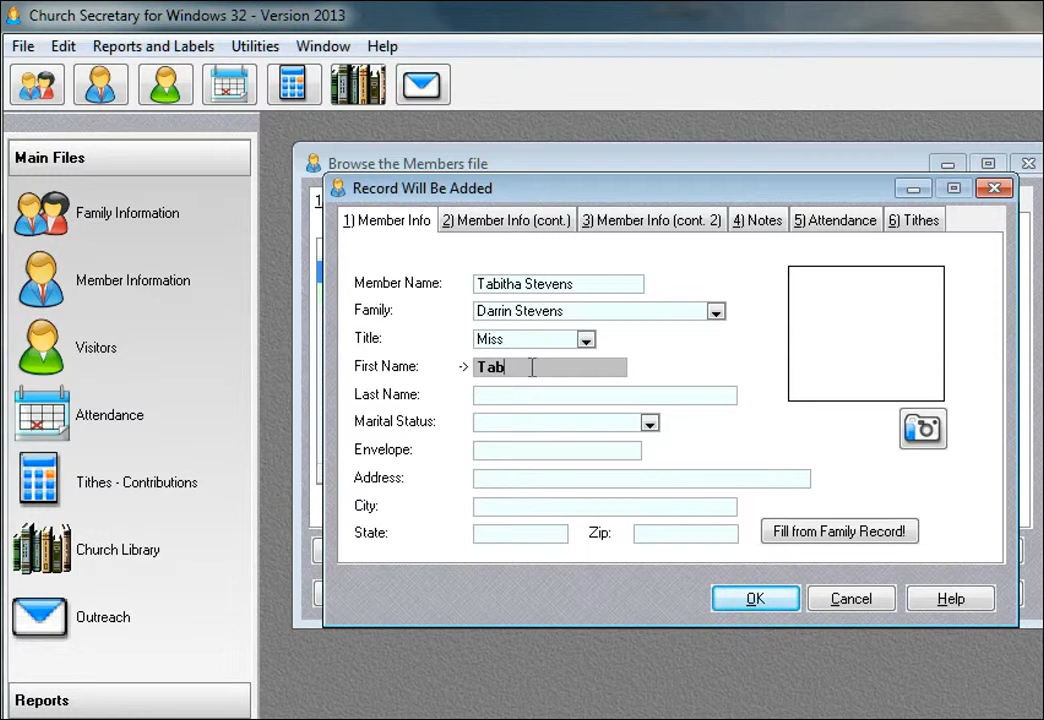 Church Secretary for Windows 32 - Version 2013
File Edit Reports and Labels Utilities Window Help
Main Files
Family Information
Member Information
Visitors
Attendance
Tithes - Contributions
Church Library
Outreach
Reports
Browse the Members file
1
Record Will Be Added
1) Member Info 2) Member Info (cont.) 3) Member Info (cont. 2) 4) Notes 5) Attendance 6) Tithes
Member Name: Tabitha Stevens
Family: Darrin Stevens
Title: Miss
First Name: -> Tab
Last Name:
Marital Status:
Envelope:
Address:
City:
State: Zip: Fill from Family Record!
OK Cancel Help